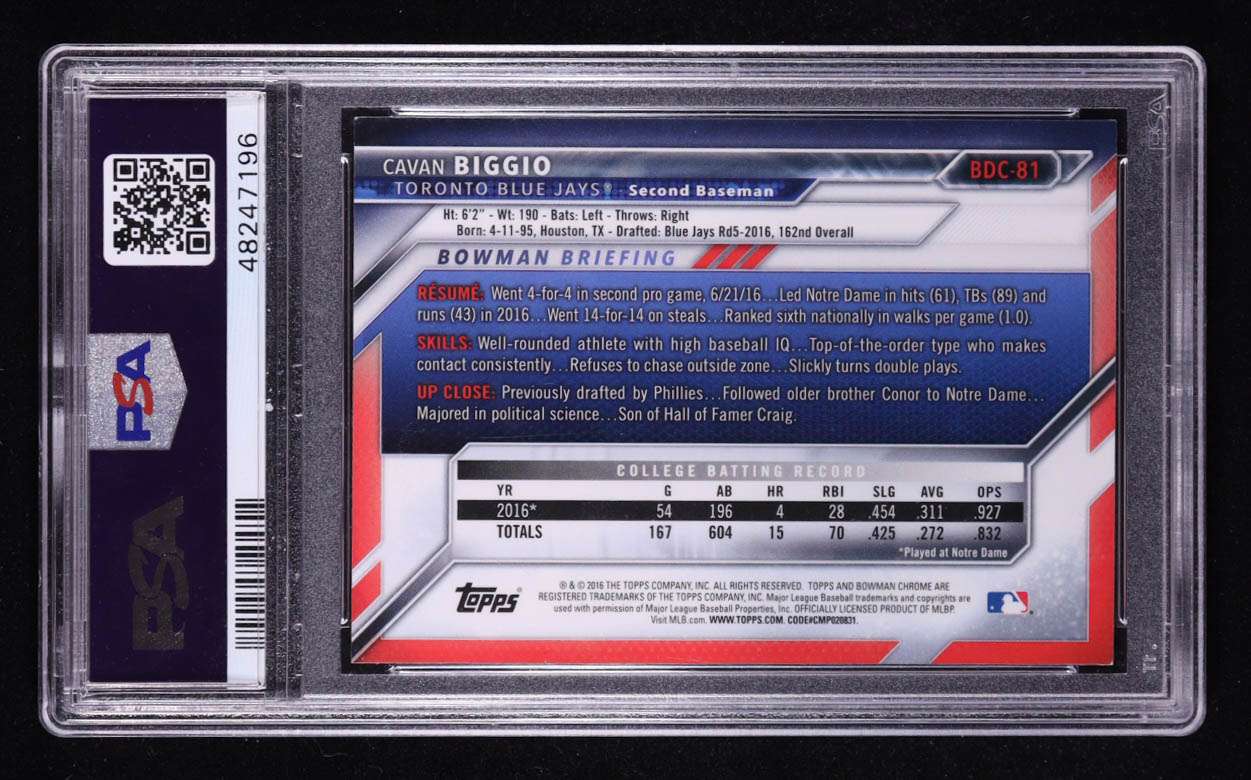 48247196
PSA
PSA
PSA
CAVAN BIGGIO
BDC-81
TORONTO BLUE JAYS® Second Baseman
Ht: 6'2" - Wt: 190 - Bats: Left - Throws: Right
Born: 4-11-95, Houston, TX - Drafted: Blue Jays Rd5-2016, 162nd Overall
BOWMAN BRIEFING
RÉSUMÉ: Went 4-for-4 in second pro game, 6/21/16...Led Notre Dame in hits (61), TBs (89) and
runs (43) in 2016...Went 14-for-14 on steals...Ranked sixth nationally in walks per game (1.0).
SKILLS: Well-rounded athlete with high baseball IQ...Top-of-the-order type who makes
contact consistently...Refuses to chase outside zone...Slickly turns double plays.
UP CLOSE: Previously drafted by Phillies...Followed older brother Conor to Notre Dame...
Majored in political science...Son of Hall of Famer Craig.
COLLEGE BATTING RECORD
YR G AB HR RBI SLG AVG OPS
2016* 54 196 4 28 .454 .311 .927
TOTALS 167 604 15 70 .425 .272 .832
*Played at Notre Dame
Topps®
® & © 2016 THE TOPPS COMPANY, INC. ALL RIGHTS RESERVED. TOPPS AND BOWMAN CHROME ARE
REGISTERED TRADEMARKS OF THE TOPPS COMPANY, INC. Major League Baseball trademarks and copyrights are
used with permission of Major League Baseball Properties, Inc. OFFICIALLY LICENSED PRODUCT OF MLBP.
Visit MLB.com. WWW.TOPPS.COM. CODE#CMP020831.